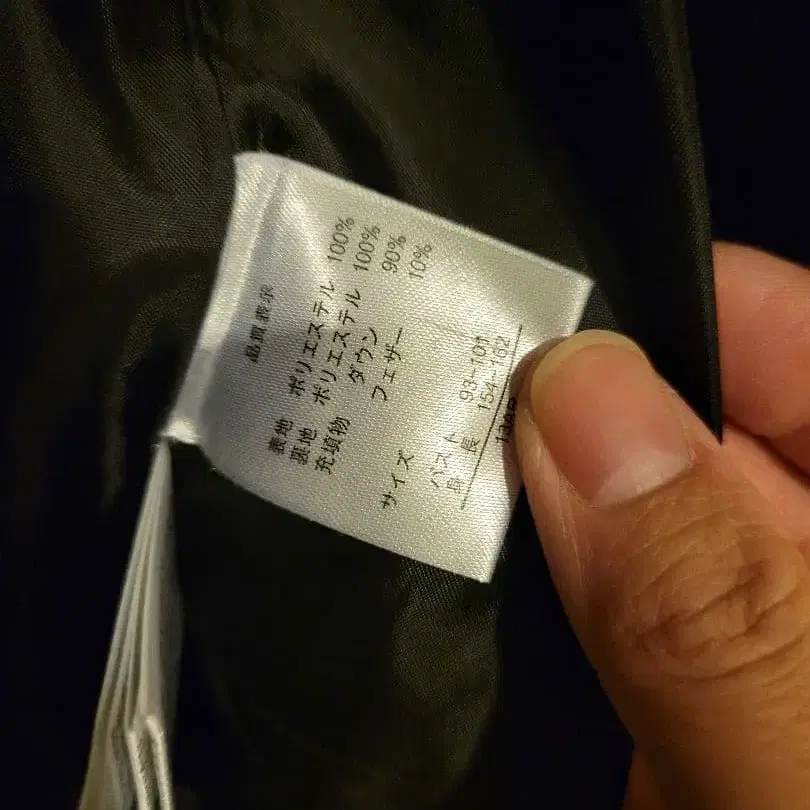 品質表示
表地 ポリエステル 100%
裏地 ポリエステル 100%
充填物 ダウン 90%
フェザー 10%
サイズ
バスト 93-101
身長 154-162
13AR